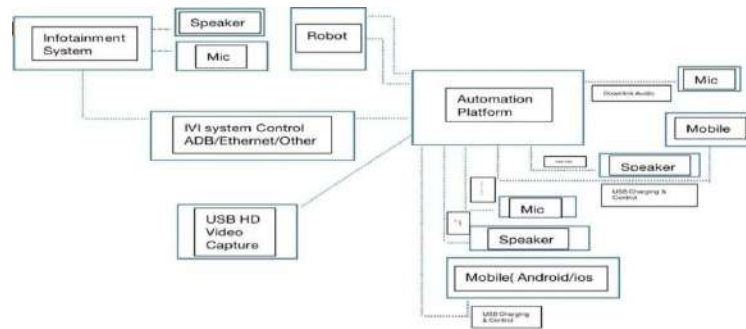 Infotainment
System
Speaker
Mic
Robot
Automation
Platform
Mic
Downlink Audio
Mobile
IVI system Control
ADB/Ethernet/Other
Speaker
USB Charging &
Control
Mic
USB HD
Video
Capture
Speaker
Mobile( Android/ios
USB Charging
& Control